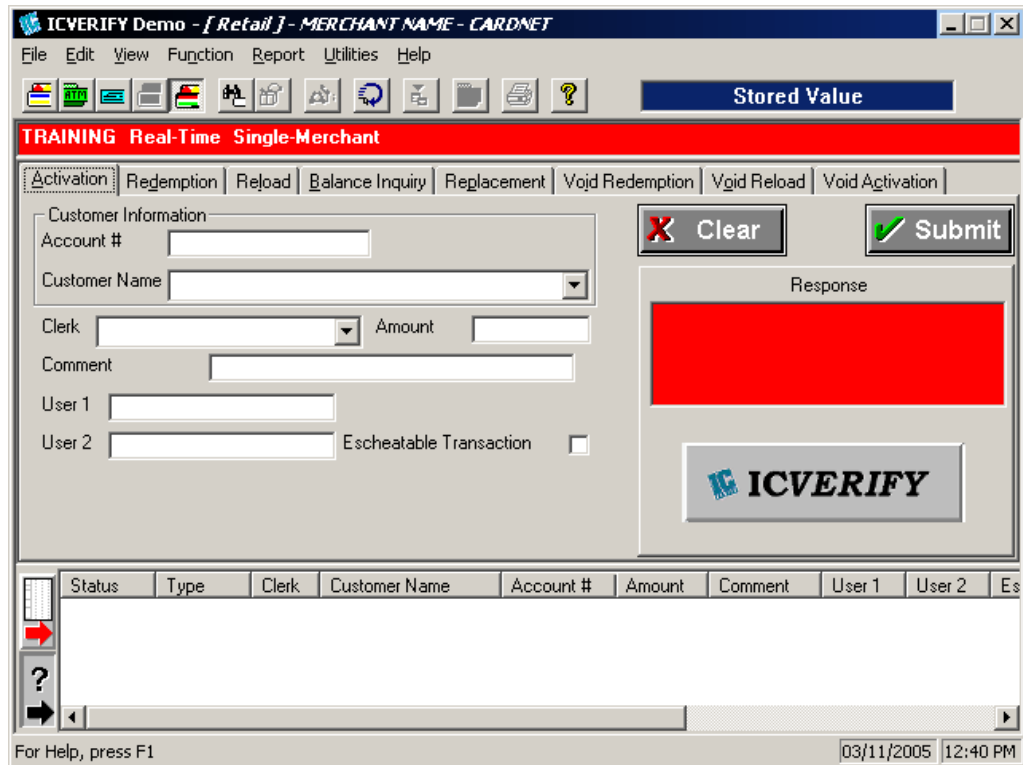 ICVERIFY Demo - [ Retail ] - MERCHANT NAME - CARDNET
File Edit View Function Report Utilities Help
ATM ? Stored Value
TRAINING Real-Time Single-Merchant
Activation Redemption Reload Balance Inquiry Replacement Void Redemption Void Reload Void Activation
Customer Information
Account #
X Clear
Submit
Customer Name
Response
Clerk Amount
Comment
User 1
User 2 Escheatable Transaction
IC ICVERIFY
Status Type Clerk Customer Name Account # Amount Comment User 1 User 2 Es
?
For Help, press F1 03/11/2005 12:40 PM